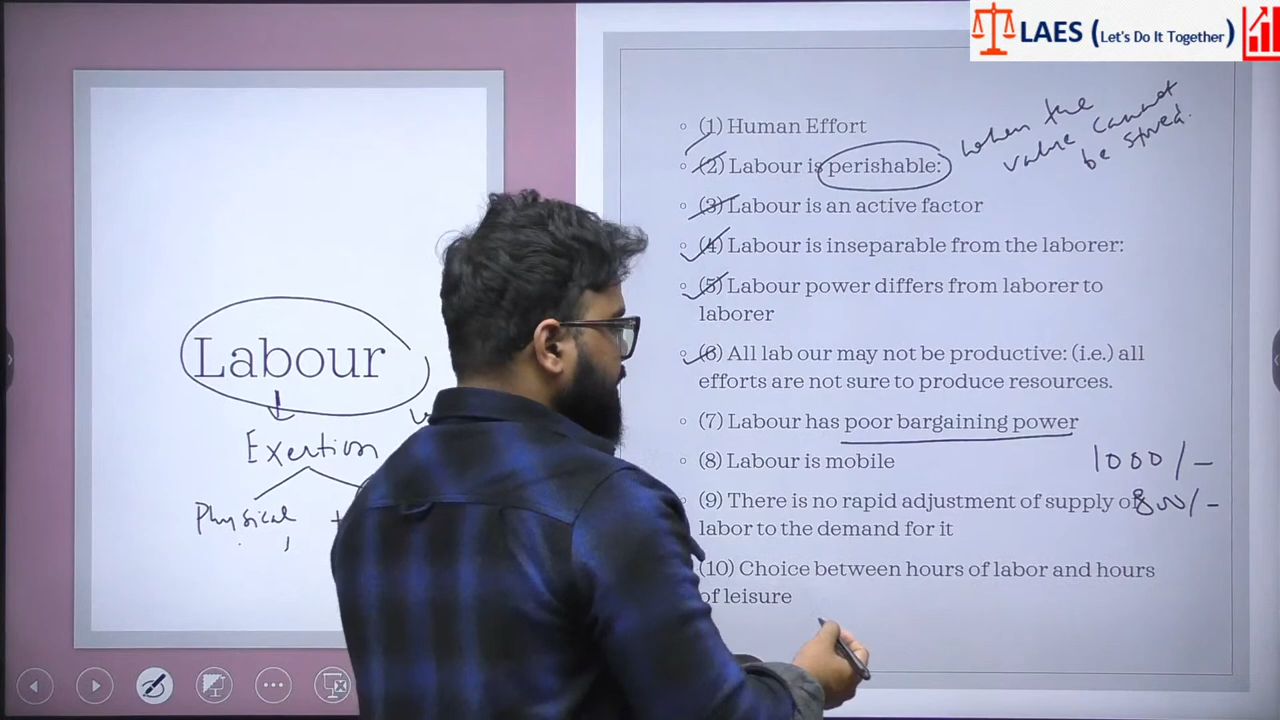 LAES (Let's Do It Together)
(1) Human Effort
(2) Labour is perishable:
when the
value cannot
be stored.
(3) Labour is an active factor
(4) Labour is inseparable from the laborer:
(5) Labour power differs from laborer to
laborer
(6) All lab our may not be productive: (i.e.) all
efforts are not sure to produce resources.
(7) Labour has poor bargaining power
(8) Labour is mobile
1000/-
(9) There is no rapid adjustment of supply of
800/-
labor to the demand for it
(10) Choice between hours of labor and hours
of leisure
Labour
Exertion
Physical +